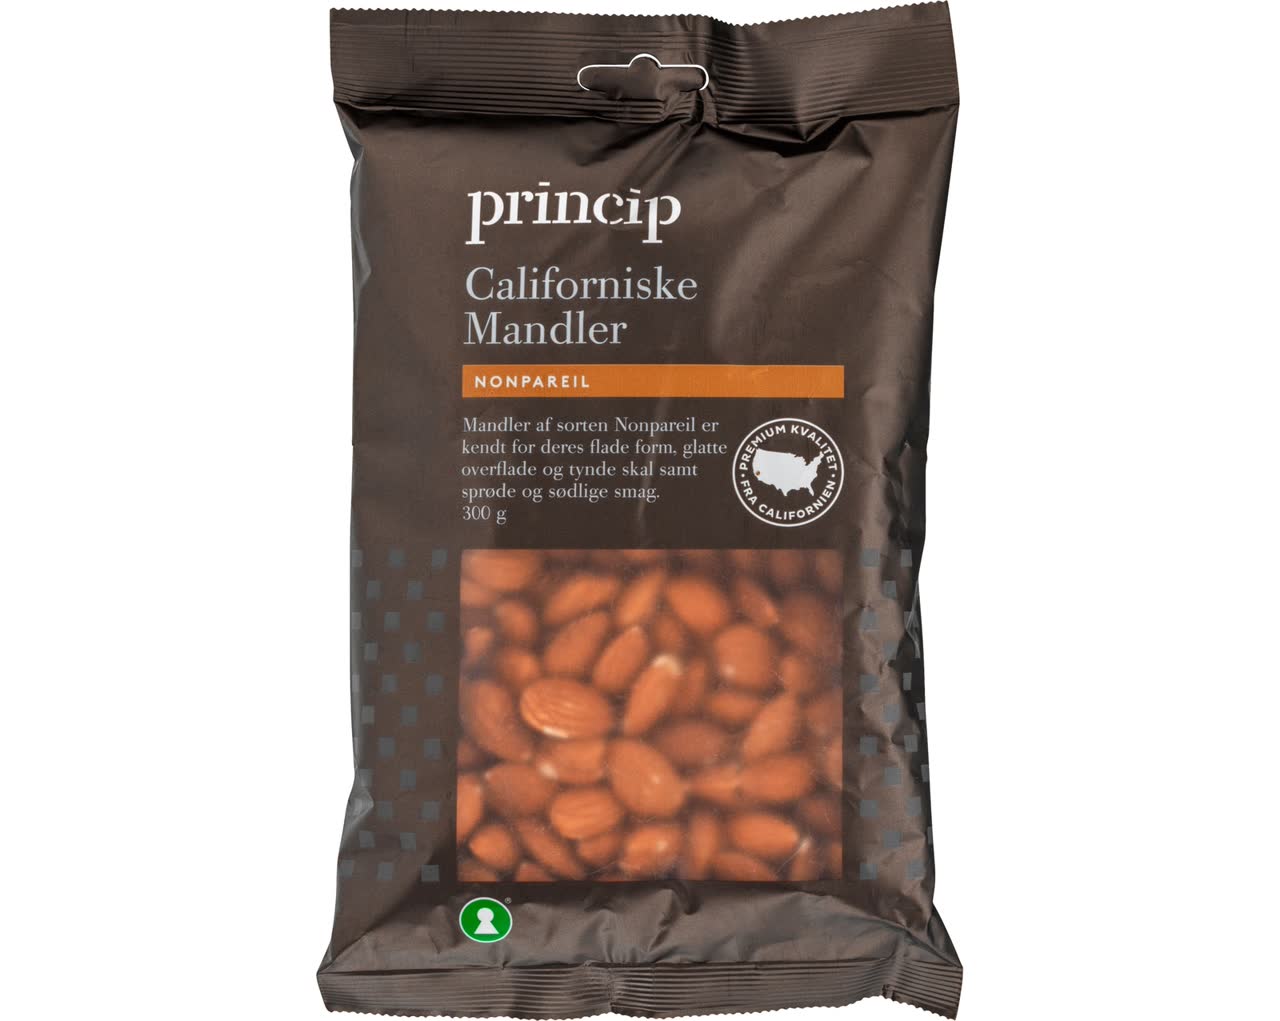 princip
Californiske
Mandler
NONPAREIL
Mandler af sorten Nonpareil er
kendt for deres flade form, glatte
overflade og tynde skal samt
sprøde og sødlige smag.
300 g
PREMIUM KVALITET
• FRA CALIFORNIEN •
®